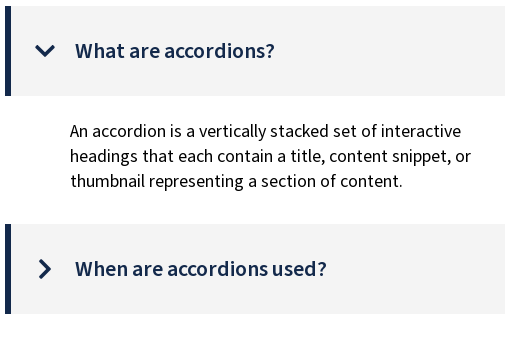 What are accordions?
An accordion is a vertically stacked set of interactive
headings that each contain a title, content snippet, or
thumbnail representing a section of content.
When are accordions used?